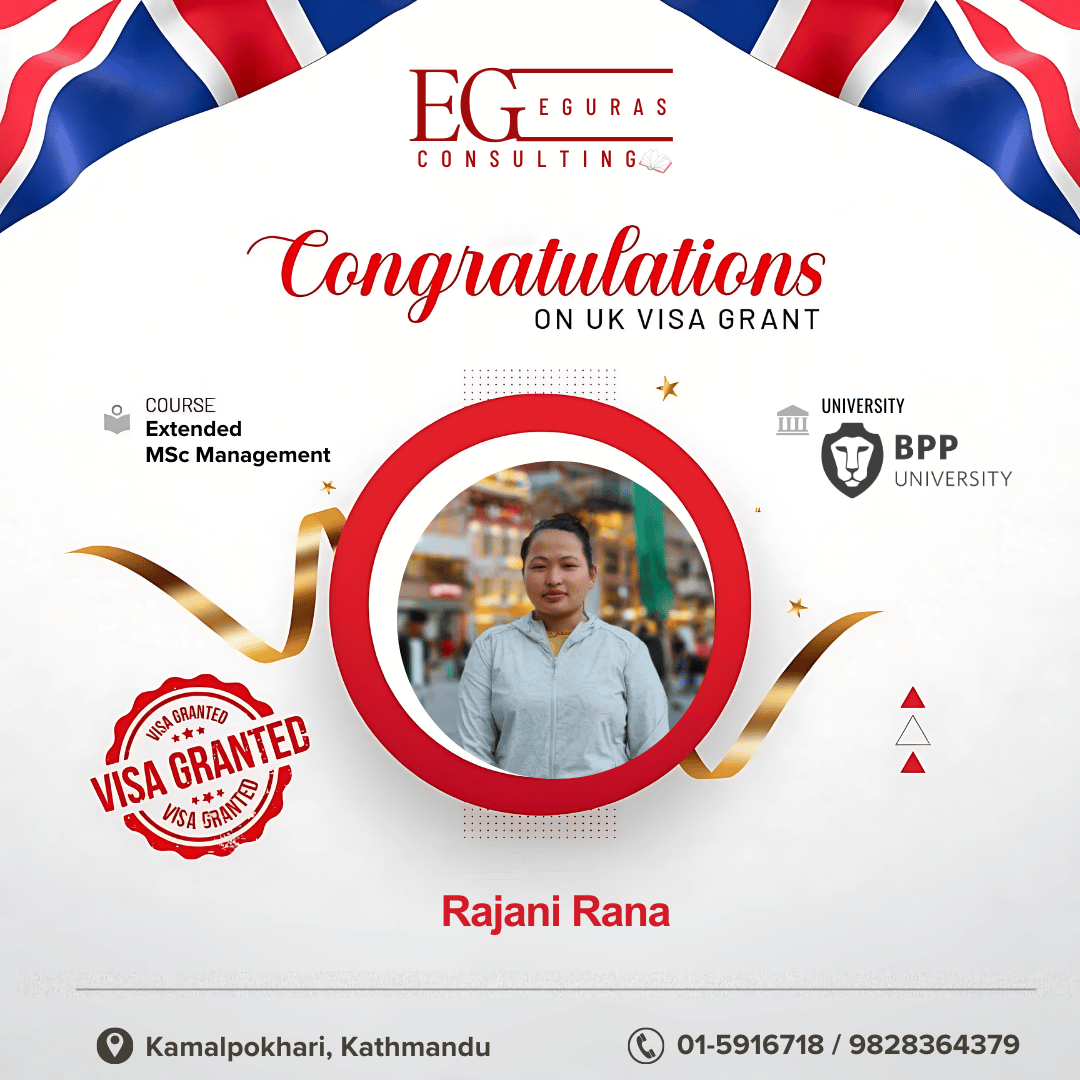 EG EGURAS
CONSULTING
Congratulations
ON UK VISA GRANT
COURSE
Extended
MSc Management
UNIVERSITY
BPP
UNIVERSITY
VISA GRANTED
VISA GRANTED
VISA GRANTED
Rajani Rana
Kamalpokhari, Kathmandu
01-5916718 / 9828364379